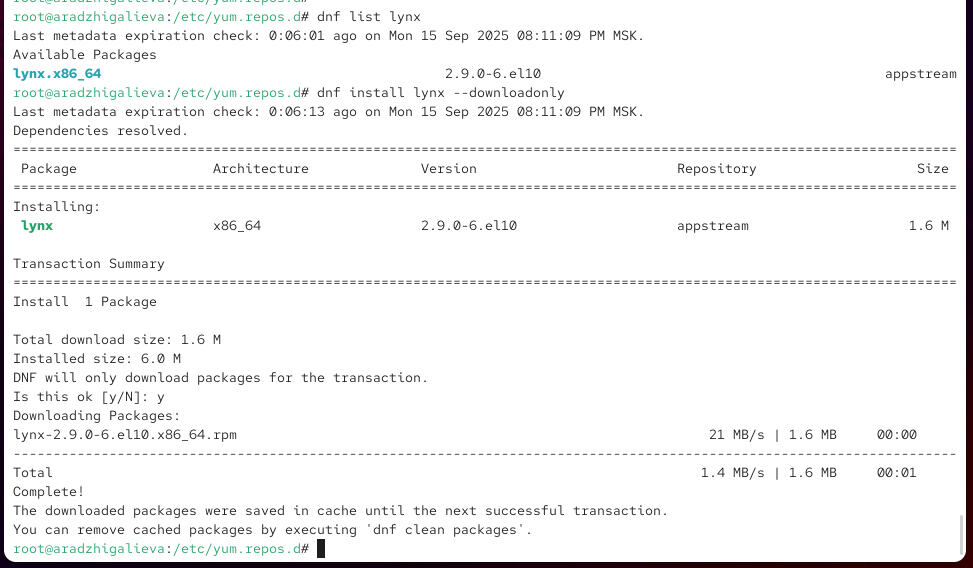 root@aradzhigalieva:/etc/yum.repos.d# dnf list lynx
Last metadata expiration check: 0:06:01 ago on Mon 15 Sep 2025 08:11:09 PM MSK.
Available Packages
lynx.x86_64 2.9.0-6.el10 appstream
root@aradzhigalieva:/etc/yum.repos.d# dnf install lynx --downloadonly
Last metadata expiration check: 0:06:13 ago on Mon 15 Sep 2025 08:11:09 PM MSK.
Dependencies resolved.
Package Architecture Version Repository Size
Installing:
lynx x86_64 2.9.0-6.el10 appstream 1.6 M
Transaction Summary
Install 1 Package
Total download size: 1.6 M
Installed size: 6.0 M
DNF will only download packages for the transaction.
Is this ok [y/N]: y
Downloading Packages:
lynx-2.9.0-6.el10.x86_64.rpm 21 MB/s | 1.6 MB 00:00
Total 1.4 MB/s | 1.6 MB 00:01
Complete!
The downloaded packages were saved in cache until the next successful transaction.
You can remove cached packages by executing 'dnf clean packages'.
root@aradzhigalieva:/etc/yum.repos.d#